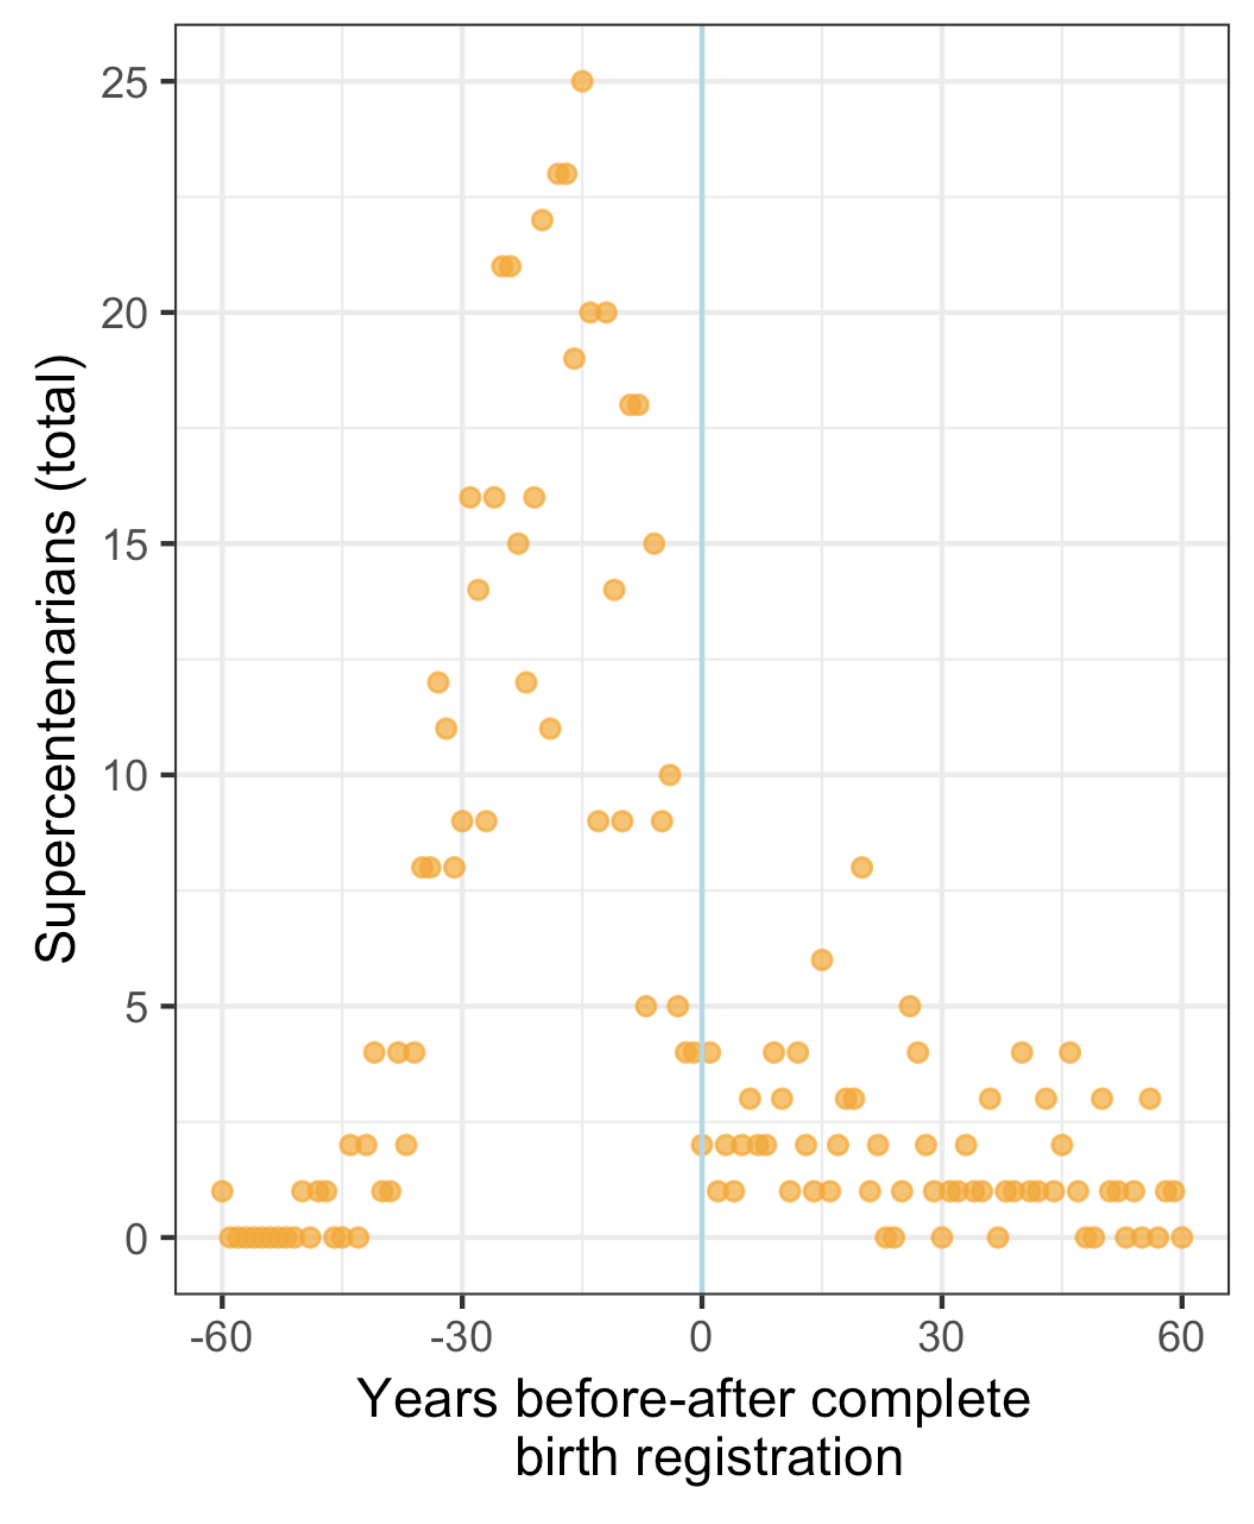 Supercentenarians (total)
25
20
15
10
5
0
-60 -30 0 30 60
Years before-after complete
birth registration